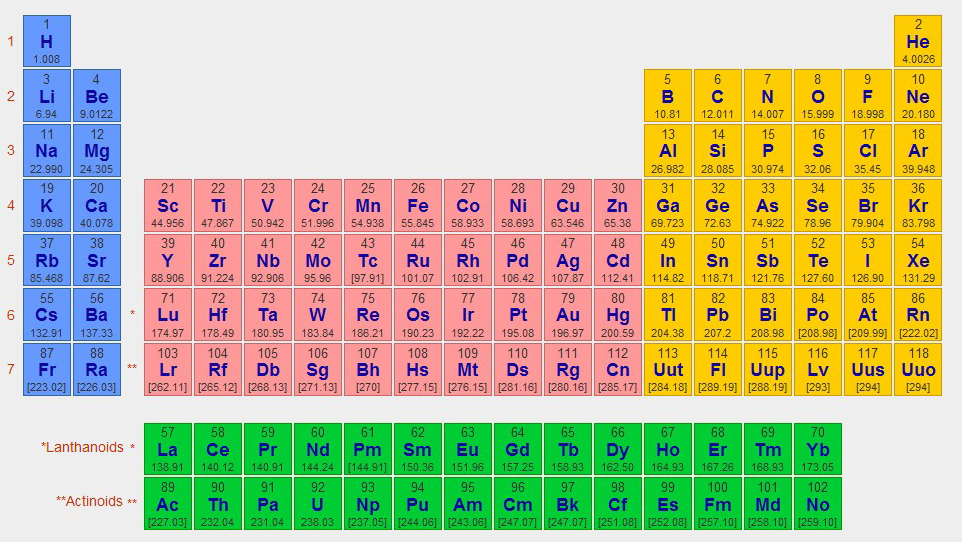 1 2
1 H He
1.008 4.0026
3 4 5 6 7 8 9 10
2 Li Be B C N O F Ne
6.94 9.0122 10.81 12.011 14.007 15.999 18.998 20.180
11 12 13 14 15 16 17 18
3 Na Mg Al Si P S Cl Ar
22.990 24.305 26.982 28.085 30.974 32.06 35.45 39.948
19 20 21 22 23 24 25 26 27 28 29 30 31 32 33 34 35 36
4 K Ca Sc Ti V Cr Mn Fe Co Ni Cu Zn Ga Ge As Se Br Kr
39.098 40.078 44.956 47.867 50.942 51.996 54.938 55.845 58.933 58.693 63.546 65.38 69.723 72.63 74.922 78.96 79.904 83.798
37 38 39 40 41 42 43 44 45 46 47 48 49 50 51 52 53 54
5 Rb Sr Y Zr Nb Mo Tc Ru Rh Pd Ag Cd In Sn Sb Te I Xe
85.468 87.62 88.906 91.224 92.906 95.96 [97.91] 101.07 102.91 106.42 107.87 112.41 114.82 118.71 121.76 127.60 126.90 131.29
55 56 71 72 73 74 75 76 77 78 79 80 81 82 83 84 85 86
6 Cs Ba * Lu Hf Ta W Re Os Ir Pt Au Hg Tl Pb Bi Po At Rn
132.91 137.33 174.97 178.49 180.95 183.84 186.21 190.23 192.22 195.08 196.97 200.59 204.38 207.2 208.98 [208.98] [209.99] [222.02]
87 88 103 104 105 106 107 108 109 110 111 112 113 114 115 116 117 118
7 Fr Ra ** Lr Rf Db Sg Bh Hs Mt Ds Rg Cn Uut Fl Uup Lv Uus Uuo
[223.02] [226.03] [262.11] [265.12] [268.13] [271.13] [270] [277.15] [276.15] [281.16] [280.16] [285.17] [284.18] [289.19] [288.19] [293] [294] [294]
57 58 59 60 61 62 63 64 65 66 67 68 69 70
*Lanthanoids * La Ce Pr Nd Pm Sm Eu Gd Tb Dy Ho Er Tm Yb
138.91 140.12 140.91 144.24 [144.91] 150.36 151.96 157.25 158.93 162.50 164.93 167.26 168.93 173.05
89 90 91 92 93 94 95 96 97 98 99 100 101 102
**Actinoids ** Ac Th Pa U Np Pu Am Cm Bk Cf Es Fm Md No
[227.03] 232.04 231.04 238.03 [237.05] [244.06] [243.06] [247.07] [247.07] [251.08] [252.08] [257.10] [258.10] [259.10]